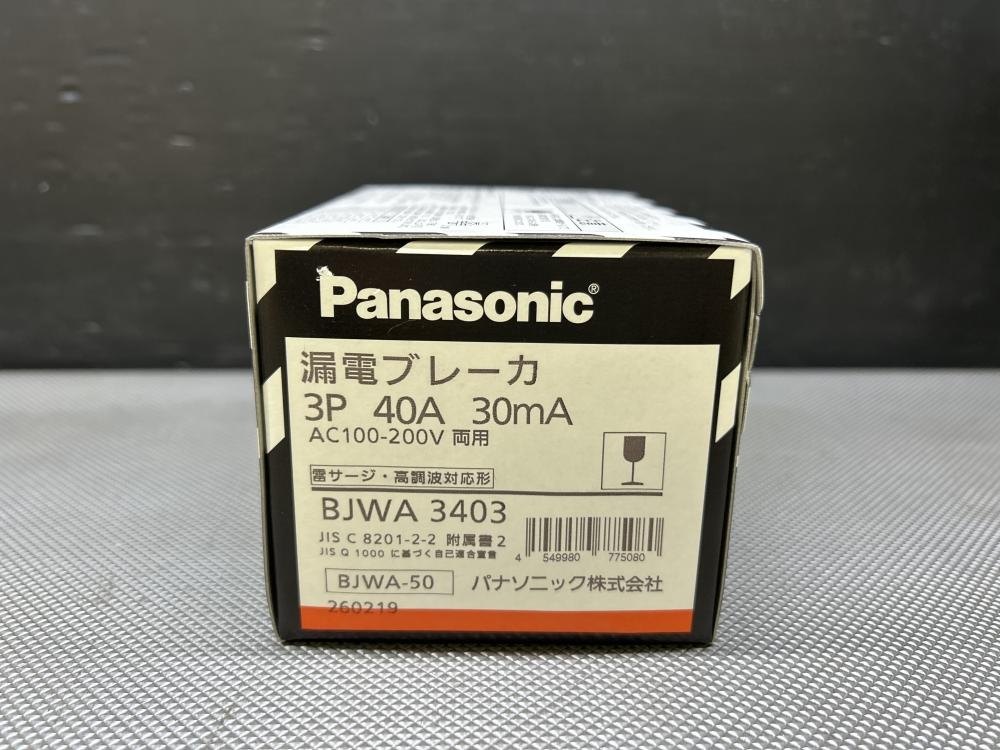 Panasonic®
漏電ブレーカ
3P 40A 30mA
AC100-200V 両用
雷サージ・高調波対応形
BJWA 3403
JIS C 8201-2-2 附属書2
JIS Q 1000 に基づく自己適合宣言
4 549980 775080
BJWA-50 パナソニック株式会社
260219